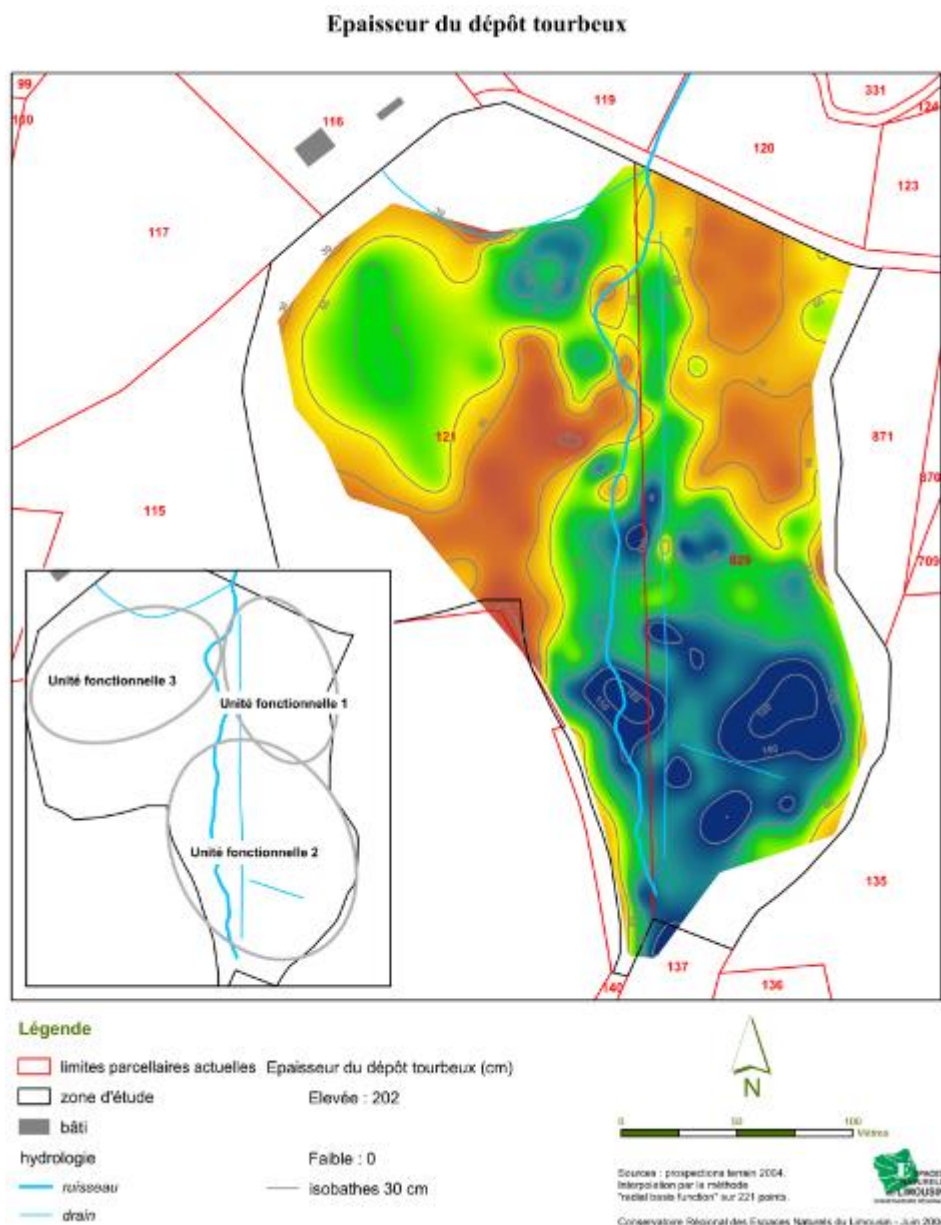 Epaisseur du dépôt tourbeux
99
100
116
119
331
124
120
123
117
121
871
870
115
829
709
Unité fonctionnelle 3
Unité fonctionnelle 1
Unité fonctionnelle 2
150
135
137
136
140
Légende
limites parcellaires actuelles
Epaisseur du dépôt tourbeux (cm)
zone d'étude
Elevée : 202
bâti
hydrologie
Faible : 0
ruisseau
isobathes 30 cm
drain
N
0 50 100
Mètres
Sources : prospections terrain 2004.
Interpolation par la méthode
"radial basis function" sur 221 points.
ESPACES
NATURELS
LIMOUSIN
Conservatoire Régional des Espaces Naturels du Limousin - Juin